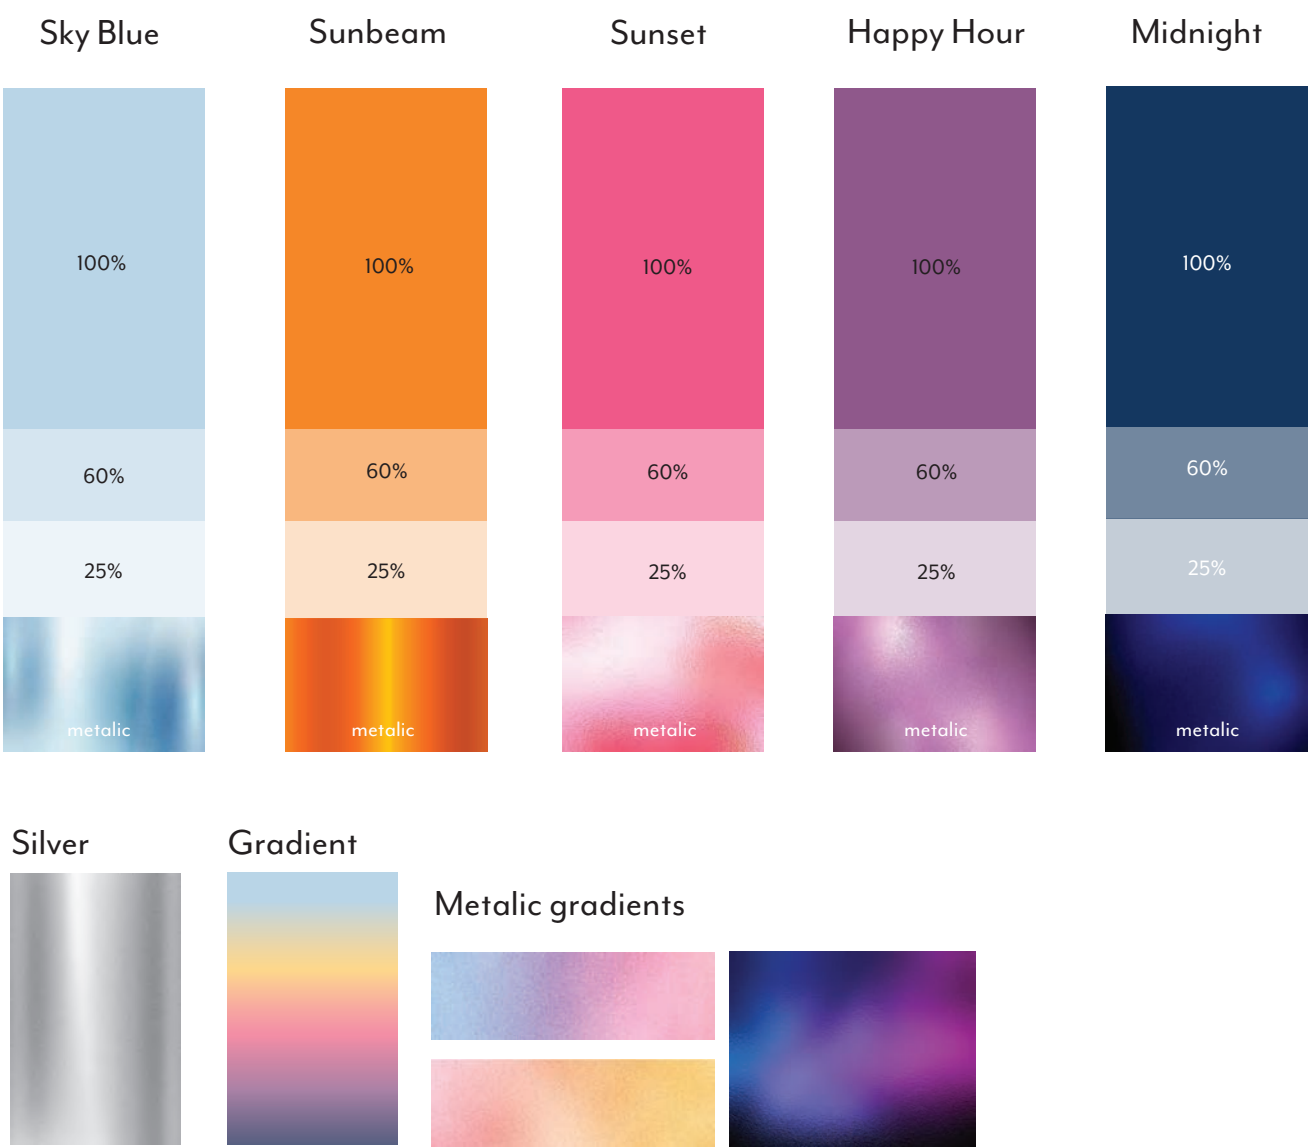 Sky Blue
Sunbeam
Sunset
Happy Hour
Midnight
100%
100%
100%
100%
100%
60%
60%
60%
60%
60%
25%
25%
25%
25%
25%
metalic
metalic
metalic
metalic
metalic
Silver
Gradient
Metalic gradients